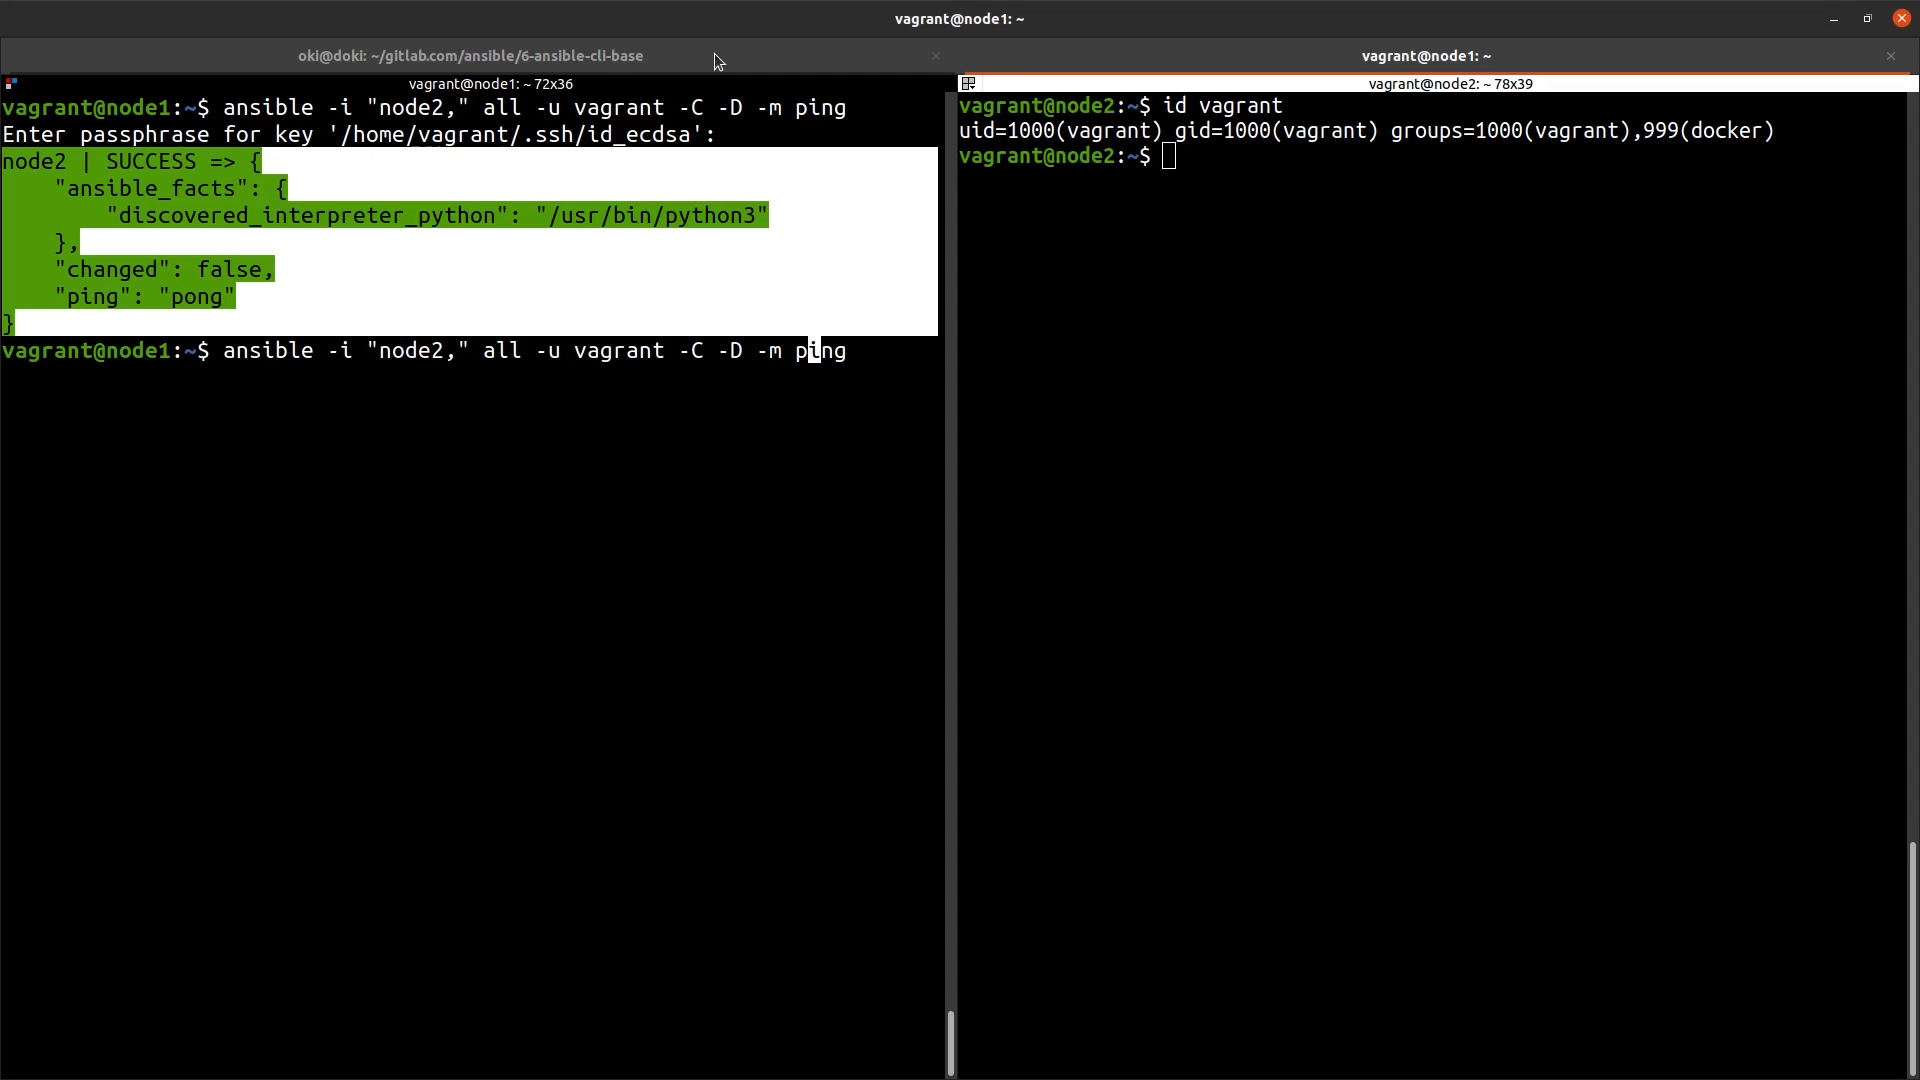 vagrant@node1: ~
oki@doki: ~/gitlab.com/ansible/6-ansible-cli-base
vagrant@node1: ~
vagrant@node1: ~ 72x36
vagrant@node1:~$ ansible -i "node2," all -u vagrant -C -D -m ping
Enter passphrase for key '/home/vagrant/.ssh/id_ecdsa':
node2 | SUCCESS => {
    "ansible_facts": {
        "discovered_interpreter_python": "/usr/bin/python3"
    },
    "changed": false,
    "ping": "pong"
}
vagrant@node1:~$ ansible -i "node2," all -u vagrant -C -D -m ping
vagrant@node2: ~ 78x39
vagrant@node2:~$ id vagrant
uid=1000(vagrant) gid=1000(vagrant) groups=1000(vagrant),999(docker)
vagrant@node2:~$